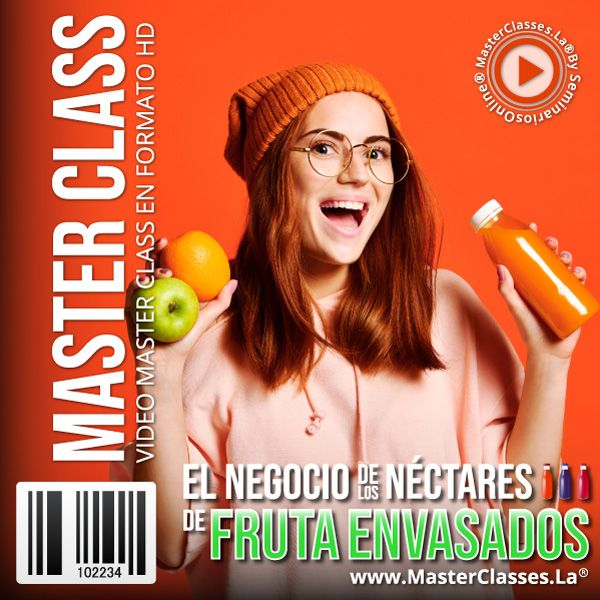 MASTER CLASS
VIDEO MASTER CLASS EN FORMATO HD
MasterClasses.La® By SeminariosOnline®
EL NEGOCIO DE LOS NÉCTARES
DE FRUTA ENVASADOS
102234
www.MasterClasses.La®